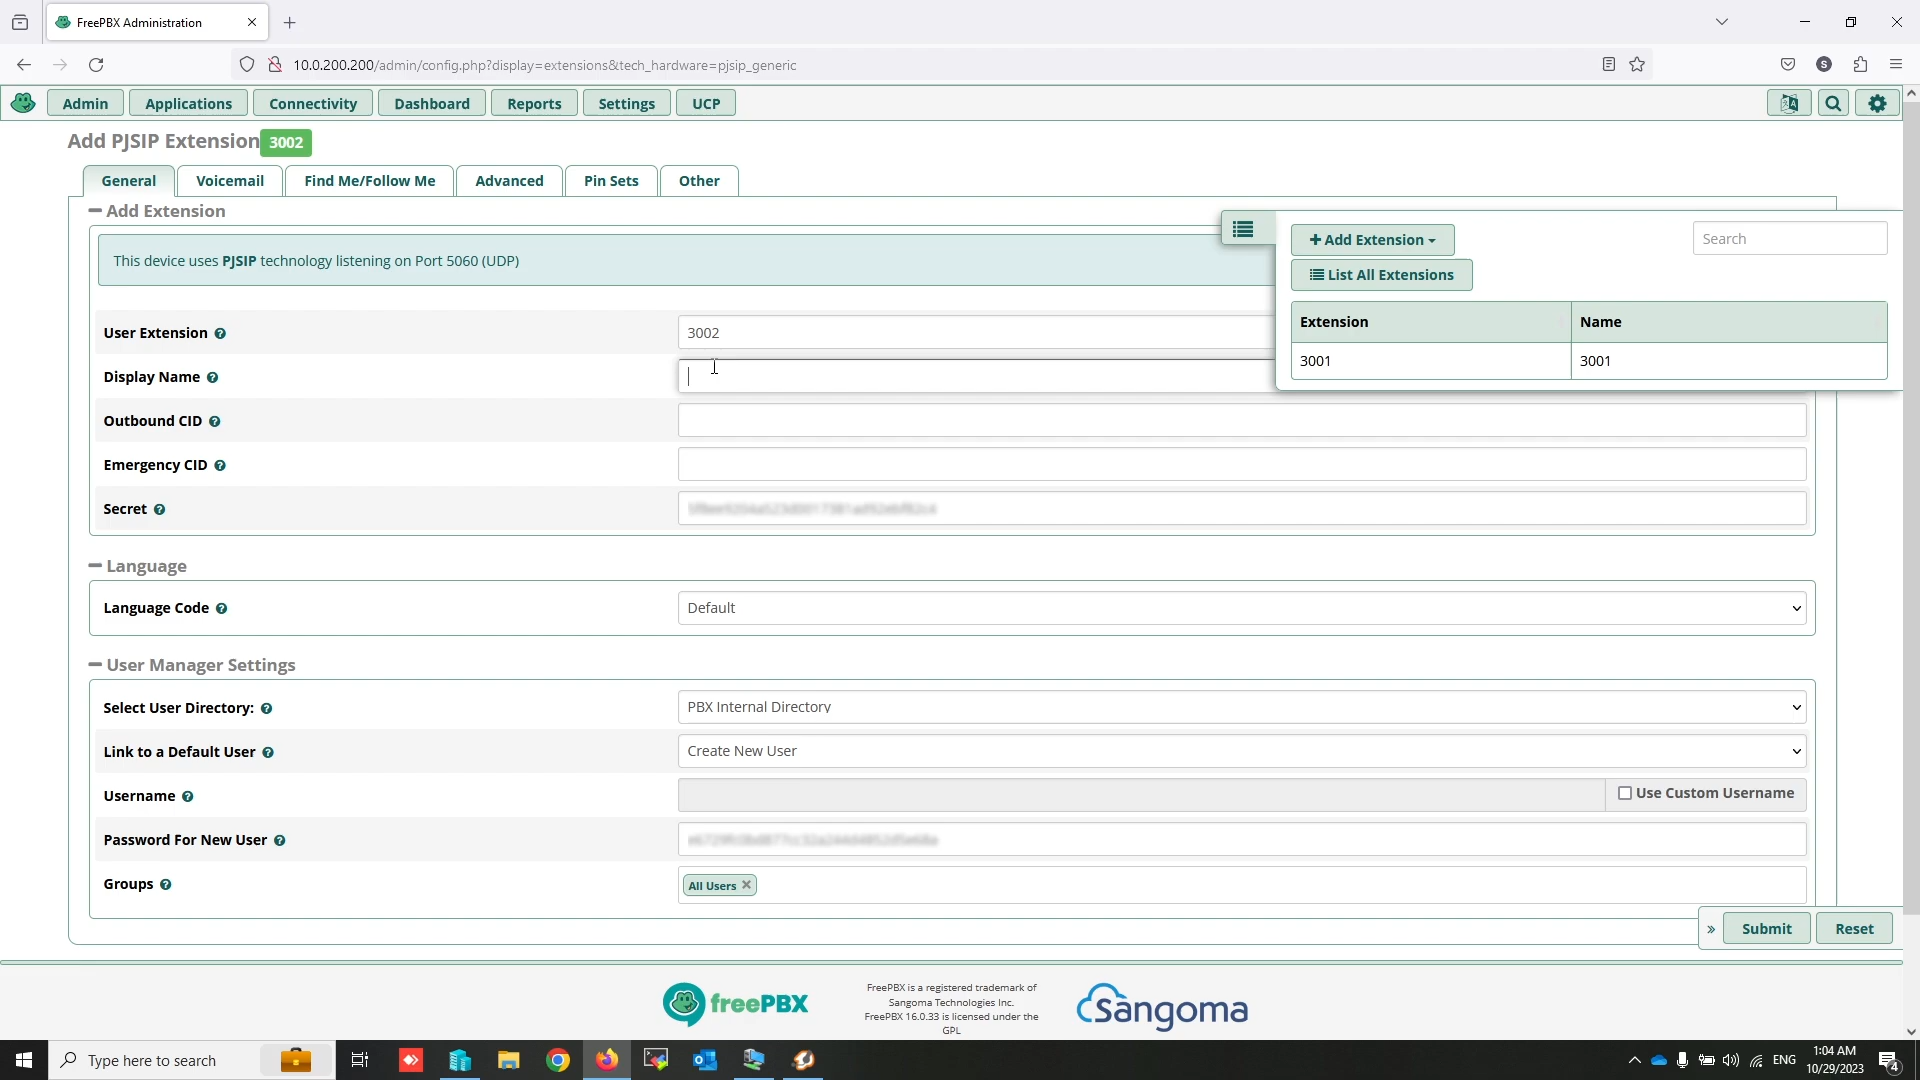 FreePBX Administration
10.0.200.200/admin/config.php?display=extensions&tech_hardware=pjsip_generic
S
Admin
Applications
Connectivity
Dashboard
Reports
Settings
UCP
Add PJSIP Extension 3002
General
Voicemail
Find Me/Follow Me
Advanced
Pin Sets
Other
Add Extension
This device uses PJSIP technology listening on Port 5060 (UDP)
Add Extension
Search
List All Extensions
Extension Name
3001 3001
User Extension
3002
Display Name
Outbound CID
Emergency CID
Secret
Language
Language Code
Default
User Manager Settings
Select User Directory:
PBX Internal Directory
Link to a Default User
Create New User
Username
Use Custom Username
Password For New User
Groups
All Users
» Submit Reset
freePBX
FreePBX is a registered trademark of
Sangoma Technologies Inc.
FreePBX 16.0.33 is licensed under the
GPL
Sangoma
Type here to search
ENG
1:04 AM
10/29/2023
4